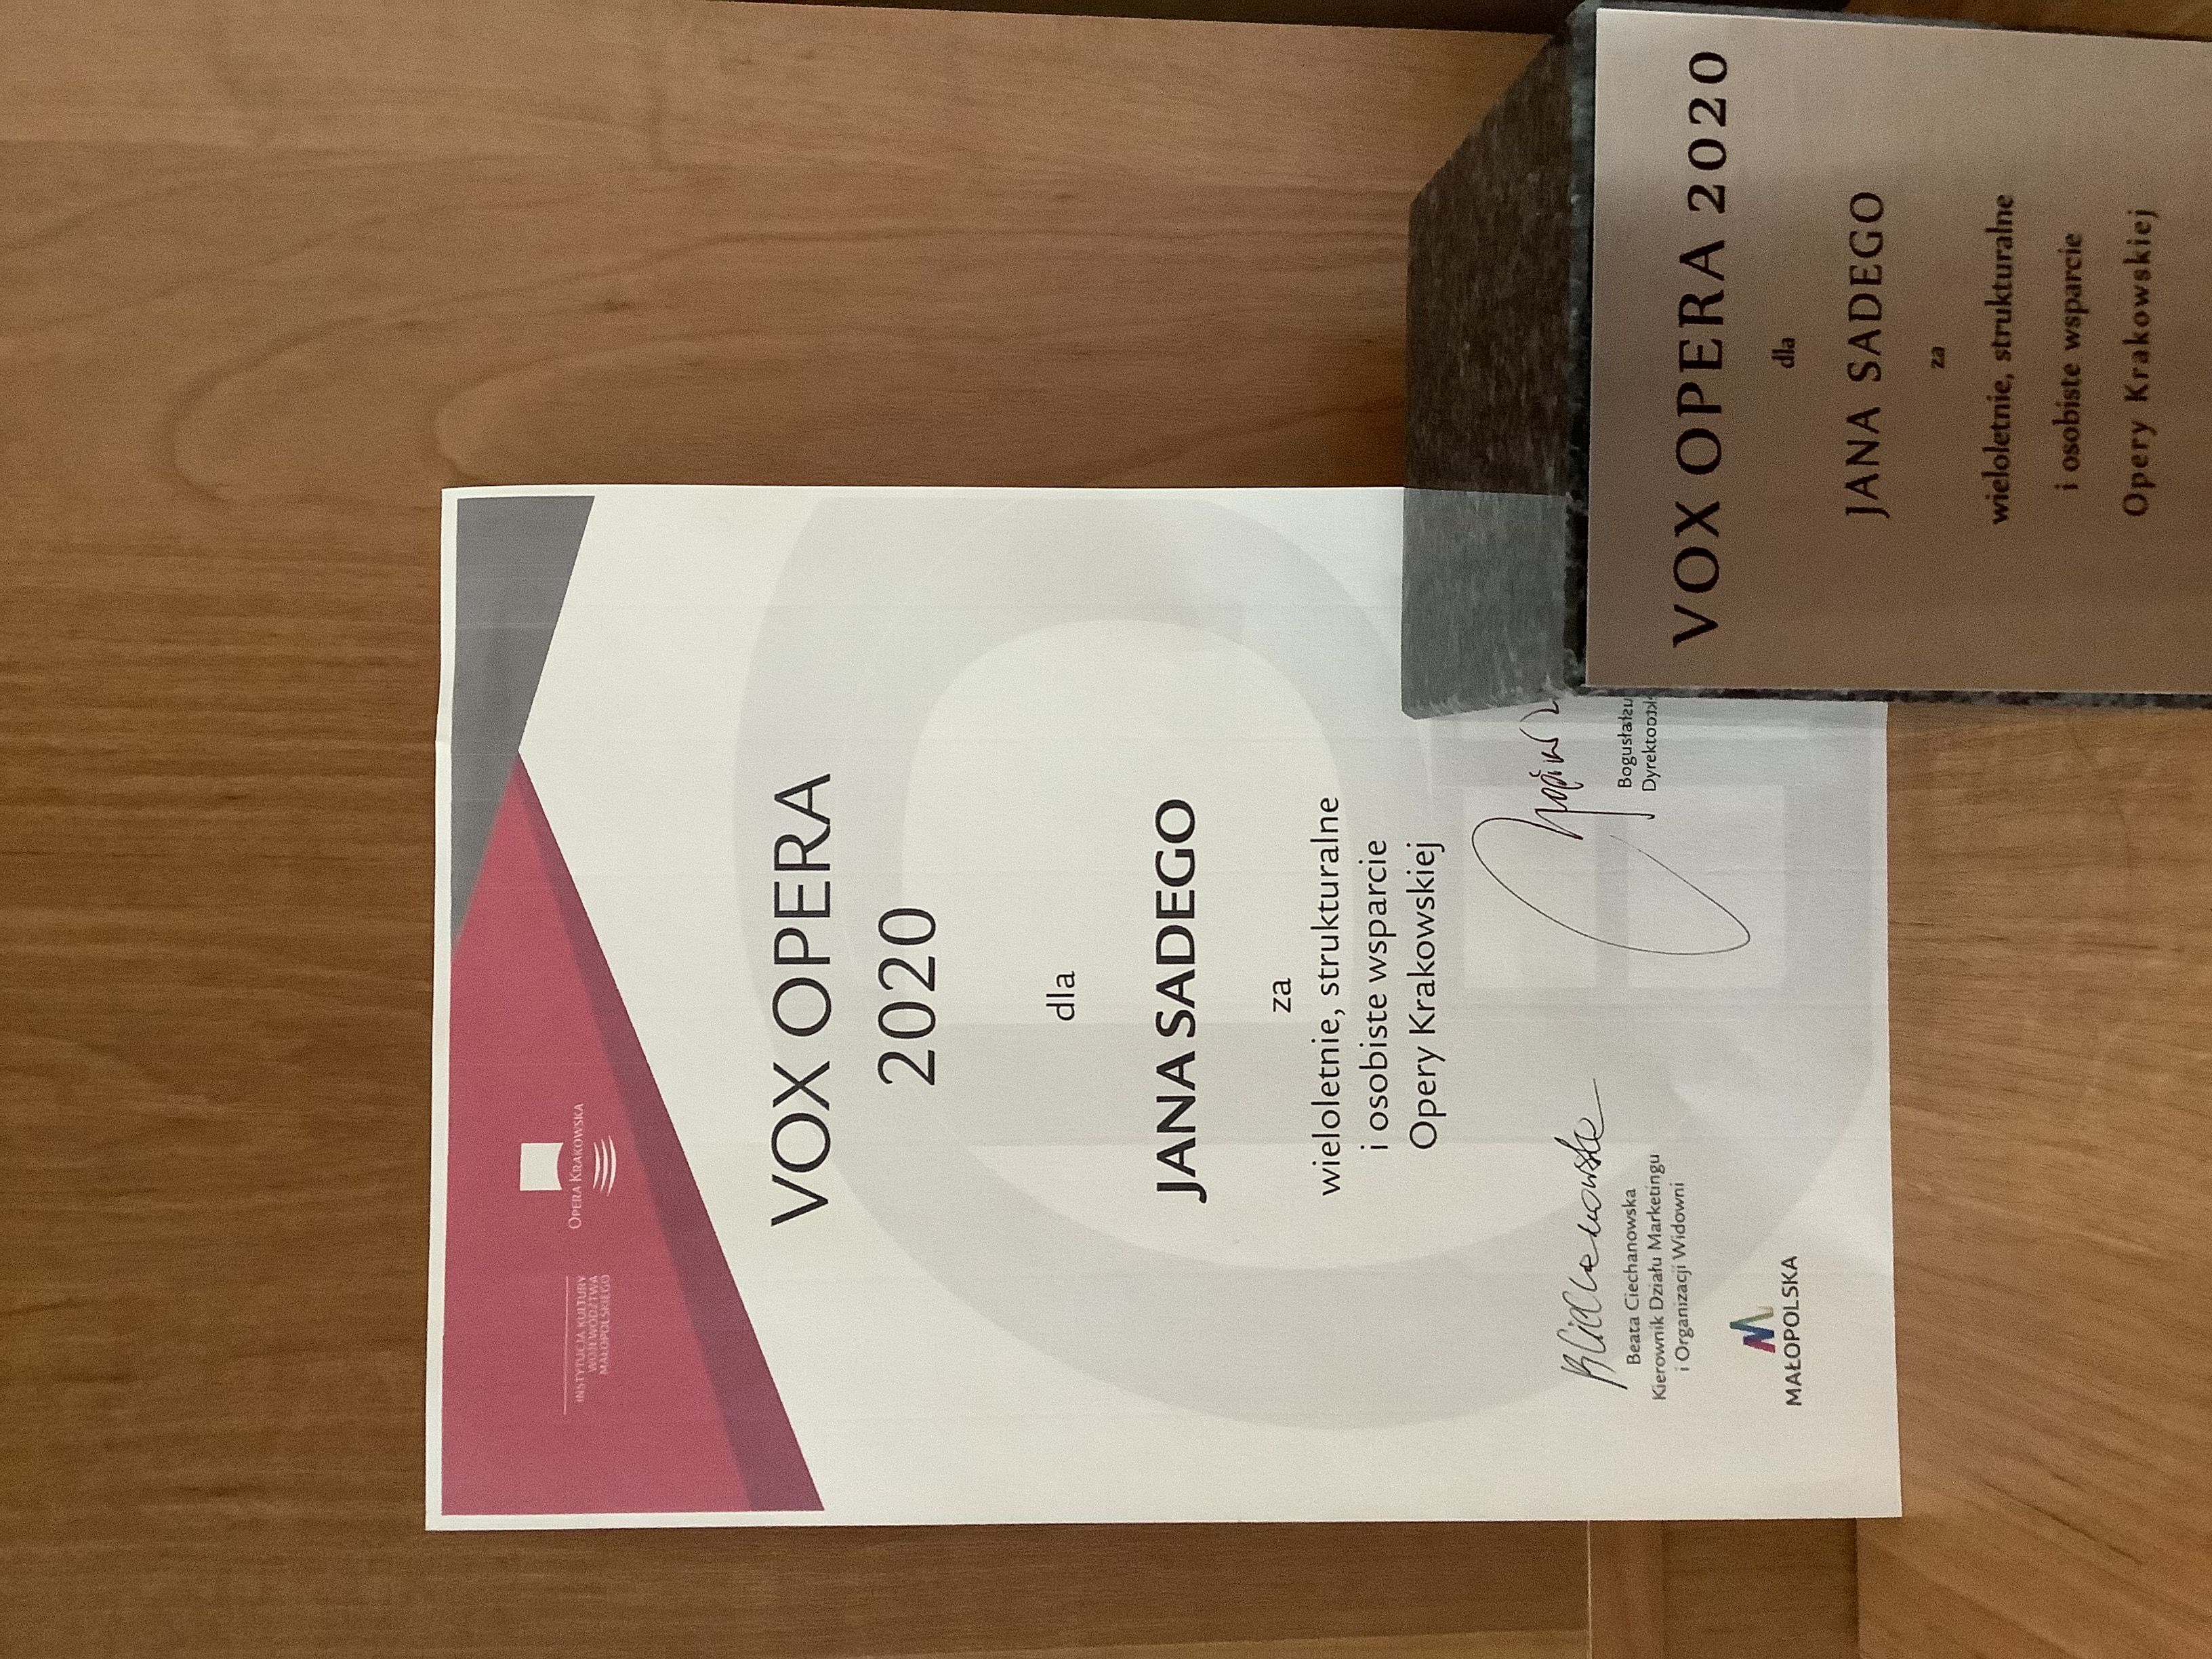 INSTYTUCJA KULTURY
WOJEWÓDZTWA
MAŁOPOLSKIEGO
OPERA KRAKOWSKA
VOX OPERA
2020
dla
JANA SADEGO
za
wieloletnie, strukturalne
i osobiste wsparcie
Opery Krakowskiej
Beata Ciechanowska
Kierownik Działu Marketingu
i Organizacji Widowni
MAŁOPOLSKA
VOX OPERA 2020
dla
JANA SADEGO
za
wieloletnie, strukturalne
i osobiste wsparcie
Opery Krakowskiej